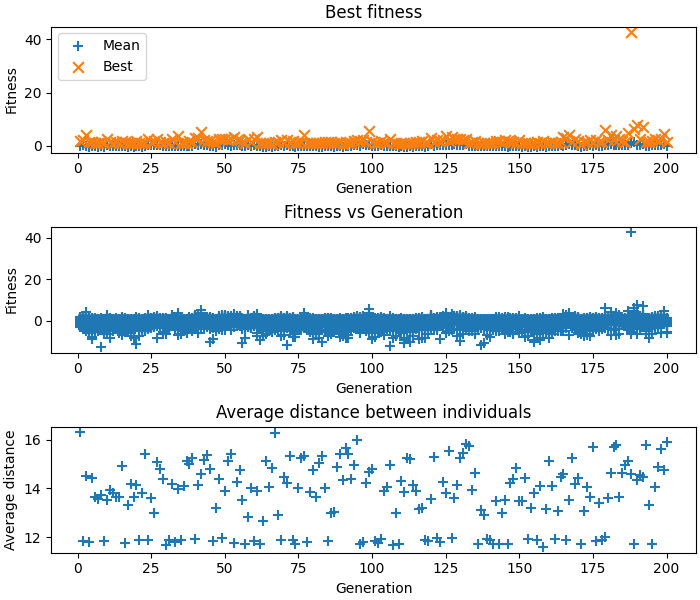 Best fitness
40
20
0
Fitness
Mean
Best
0 25 50 75 100 125 150 175 200
Generation
Fitness vs Generation
40
20
0
Fitness
0 25 50 75 100 125 150 175 200
Generation
Average distance between individuals
16
14
12
Average distance
0 25 50 75 100 125 150 175 200
Generation